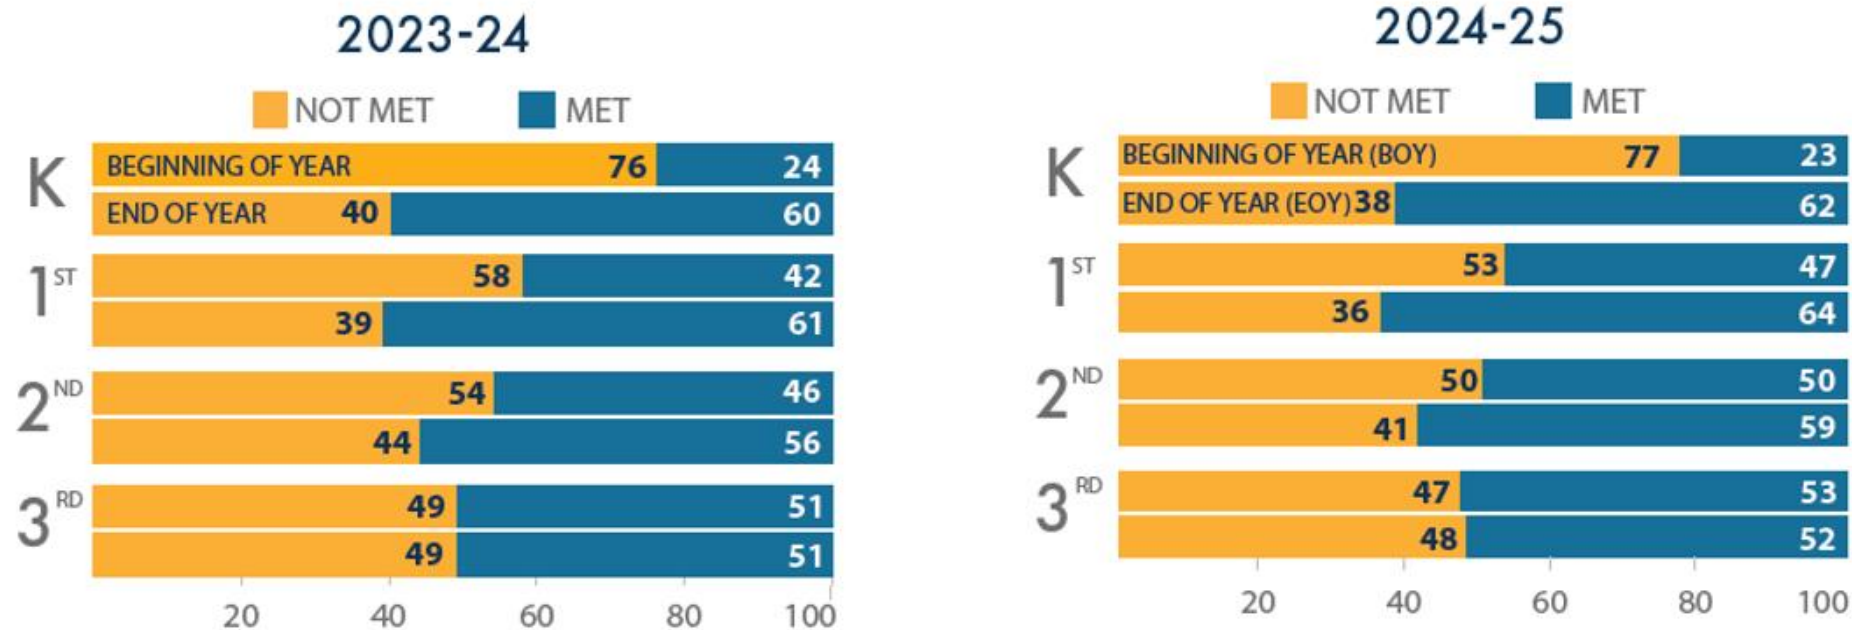 2023-24
NOT MET MET
K
BEGINNING OF YEAR 76 24
END OF YEAR 40 60
1ST
58 42
39 61
2ND
54 46
44 56
3RD
49 51
49 51
20 40 60 80 100
2024-25
NOT MET MET
K
BEGINNING OF YEAR (BOY) 77 23
END OF YEAR (EOY) 38 62
1ST
53 47
36 64
2ND
50 50
41 59
3RD
47 53
48 52
20 40 60 80 100